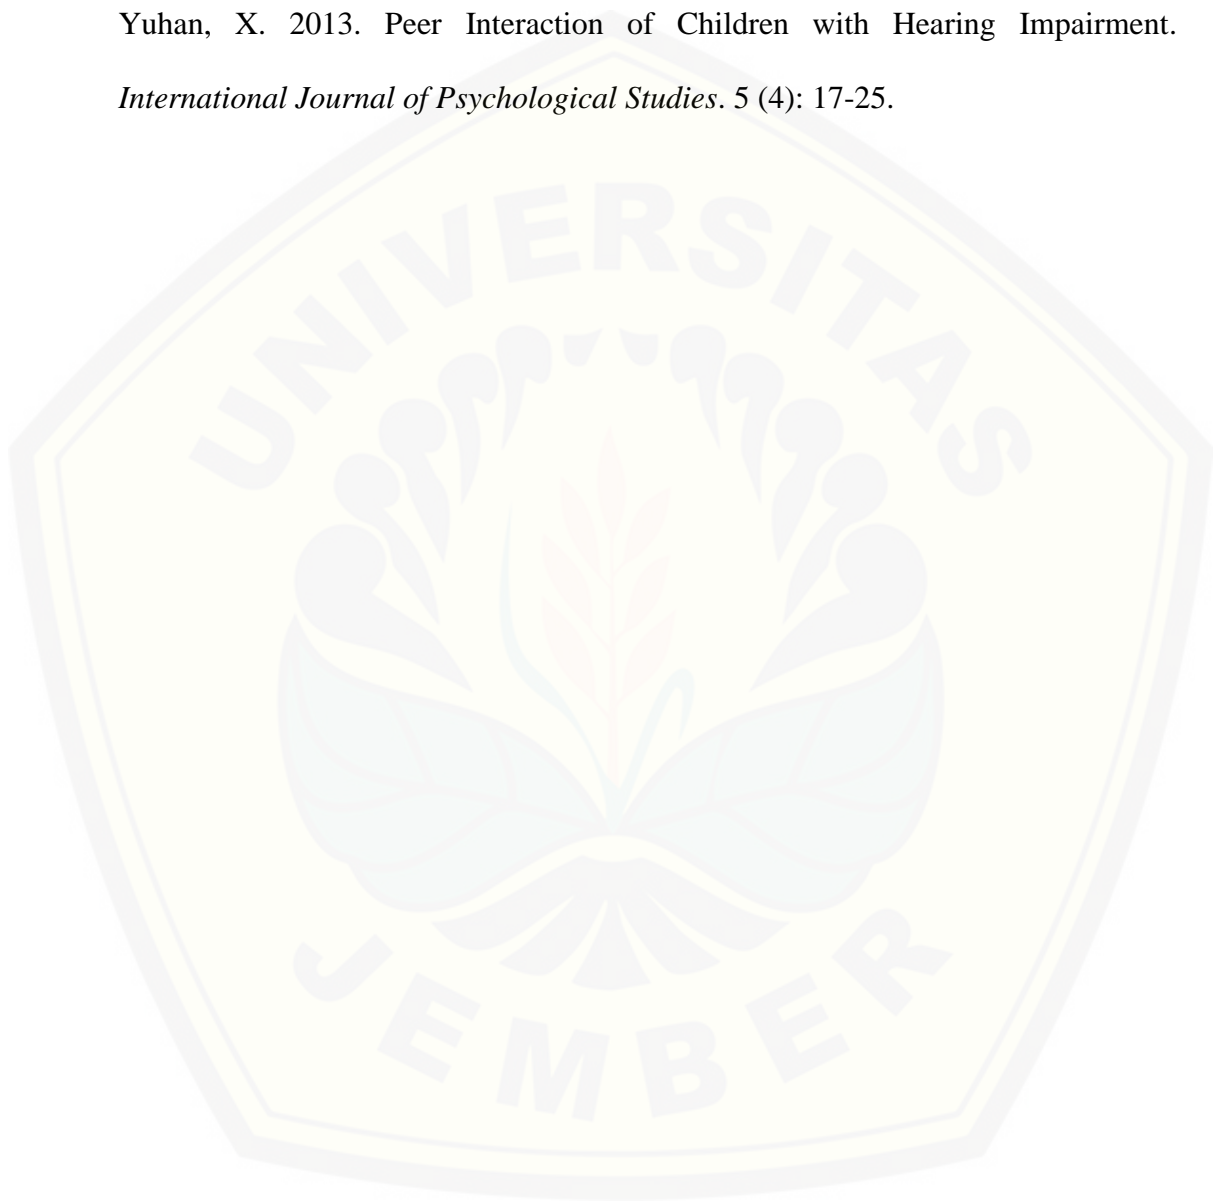 Yuhan, X. 2013. Peer Interaction of Children with Hearing Impairment.
International Journal of Psychological Studies. 5 (4): 17-25.
UNIVERSITAS
JEMBER